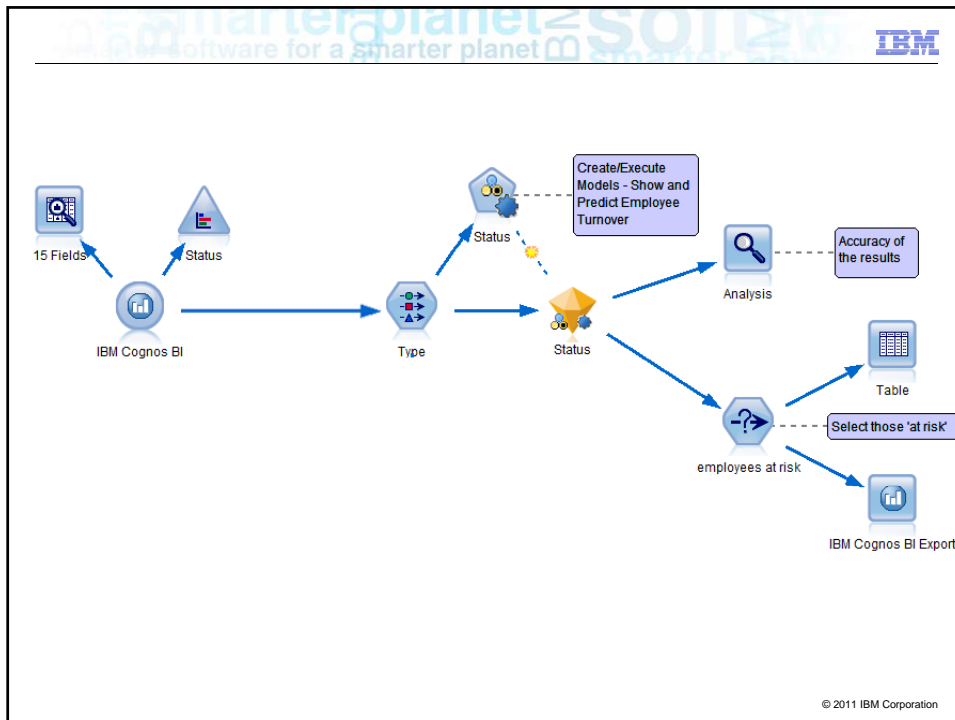 smarter planet
software for a smarter planet
IBM
Create/Execute
Models - Show and
Predict Employee
Turnover
15 Fields
Status
Status
Accuracy of
the results
Analysis
IBM Cognos BI
Type
Status
Table
Select those 'at risk'
employees at risk
IBM Cognos BI Export
© 2011 IBM Corporation